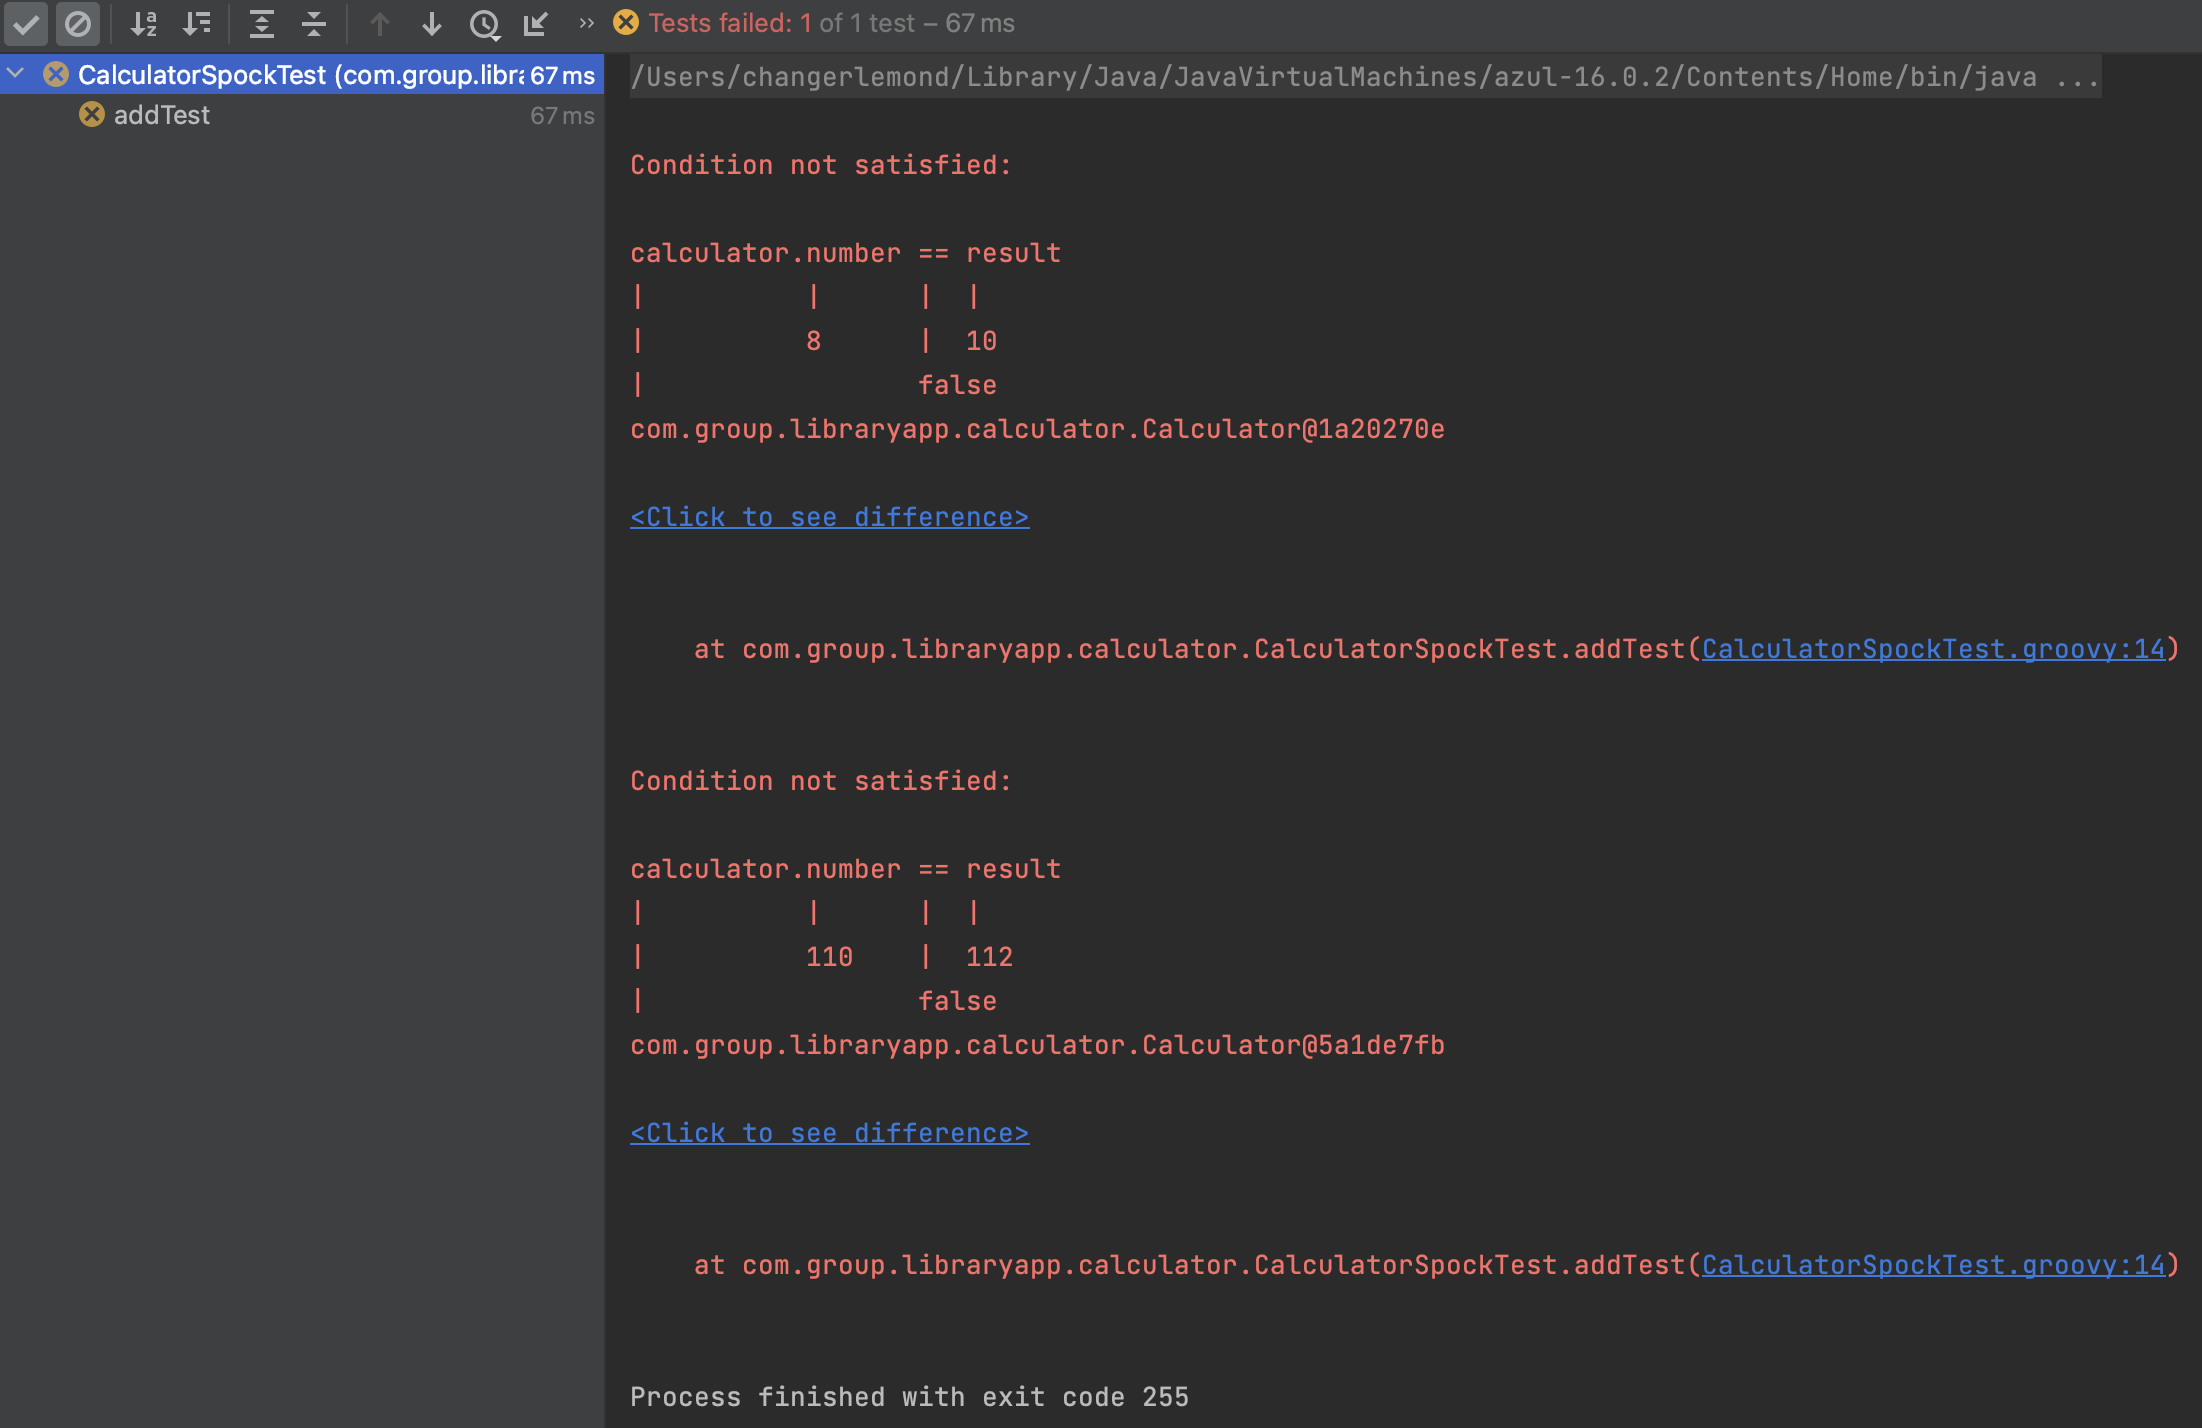 Tests failed: 1 of 1 test – 67 ms
CalculatorSpockTest (com.group.libra 67 ms
addTest 67 ms
/Users/changerlemond/Library/Java/JavaVirtualMachines/azul-16.0.2/Contents/Home/bin/java ...
Condition not satisfied:
calculator.number == result
|          |      |  |
|          8      |  10
|                 false
com.group.libraryapp.calculator.Calculator@1a20270e
<Click to see difference>
at com.group.libraryapp.calculator.CalculatorSpockTest.addTest(CalculatorSpockTest.groovy:14)
Condition not satisfied:
calculator.number == result
|          |      |  |
|          110    |  112
|                 false
com.group.libraryapp.calculator.Calculator@5a1de7fb
<Click to see difference>
at com.group.libraryapp.calculator.CalculatorSpockTest.addTest(CalculatorSpockTest.groovy:14)
Process finished with exit code 255